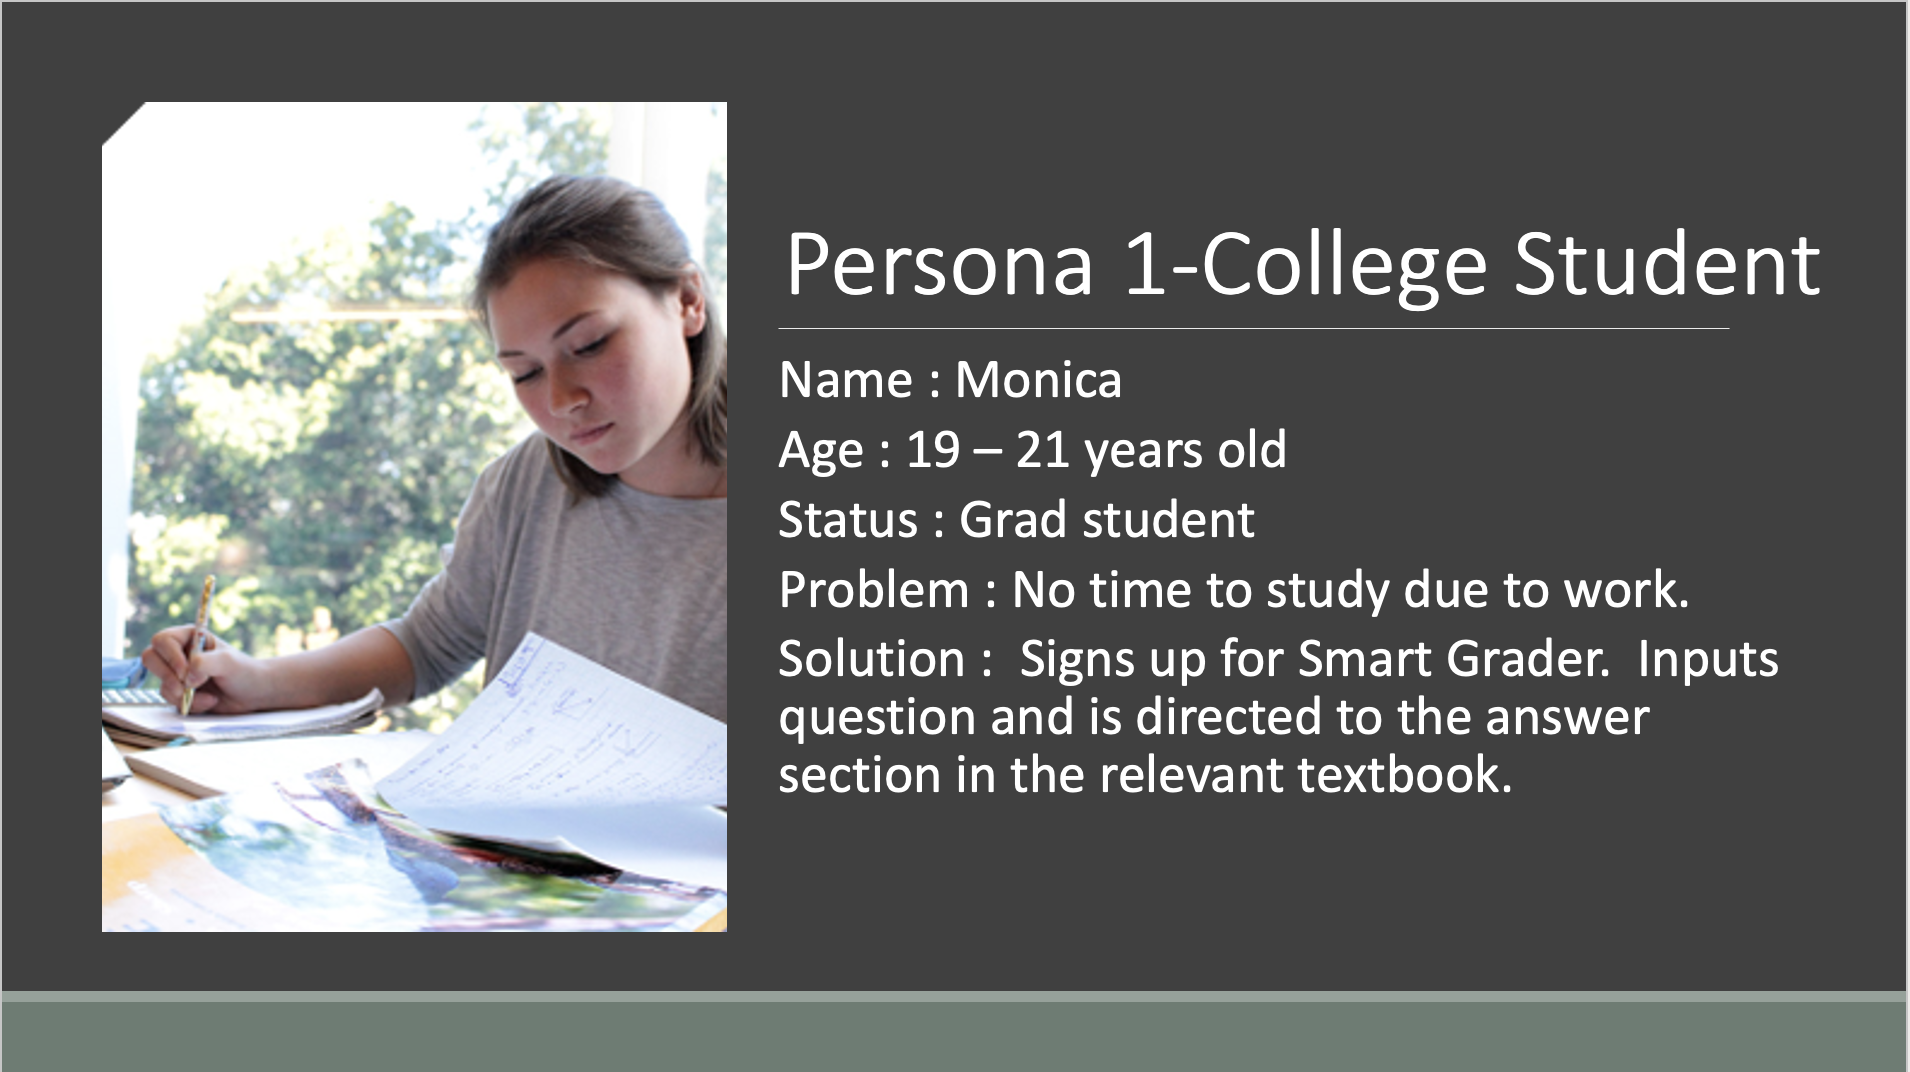 Persona 1-College Student
Name : Monica
Age : 19 – 21 years old
Status : Grad student
Problem : No time to study due to work.
Solution :  Signs up for Smart Grader.  Inputs
question and is directed to the answer
section in the relevant textbook.